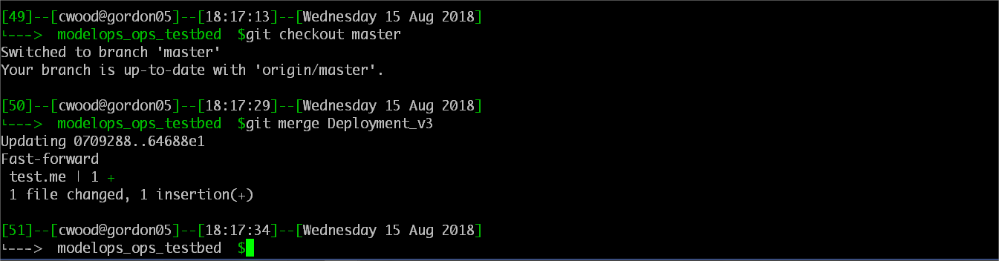 [49]--[cwood@gordon05]--[18:17:13]--[Wednesday 15 Aug 2018]
'---> modelops_ops_testbed $git checkout master
Switched to branch 'master'
Your branch is up-to-date with 'origin/master'.
[50]--[cwood@gordon05]--[18:17:29]--[Wednesday 15 Aug 2018]
'---> modelops_ops_testbed $git merge Deployment_v3
Updating 0709288..64688e1
Fast-forward
test.me | 1 +
1 file changed, 1 insertion(+)
[51]--[cwood@gordon05]--[18:17:34]--[Wednesday 15 Aug 2018]
'---> modelops_ops_testbed $